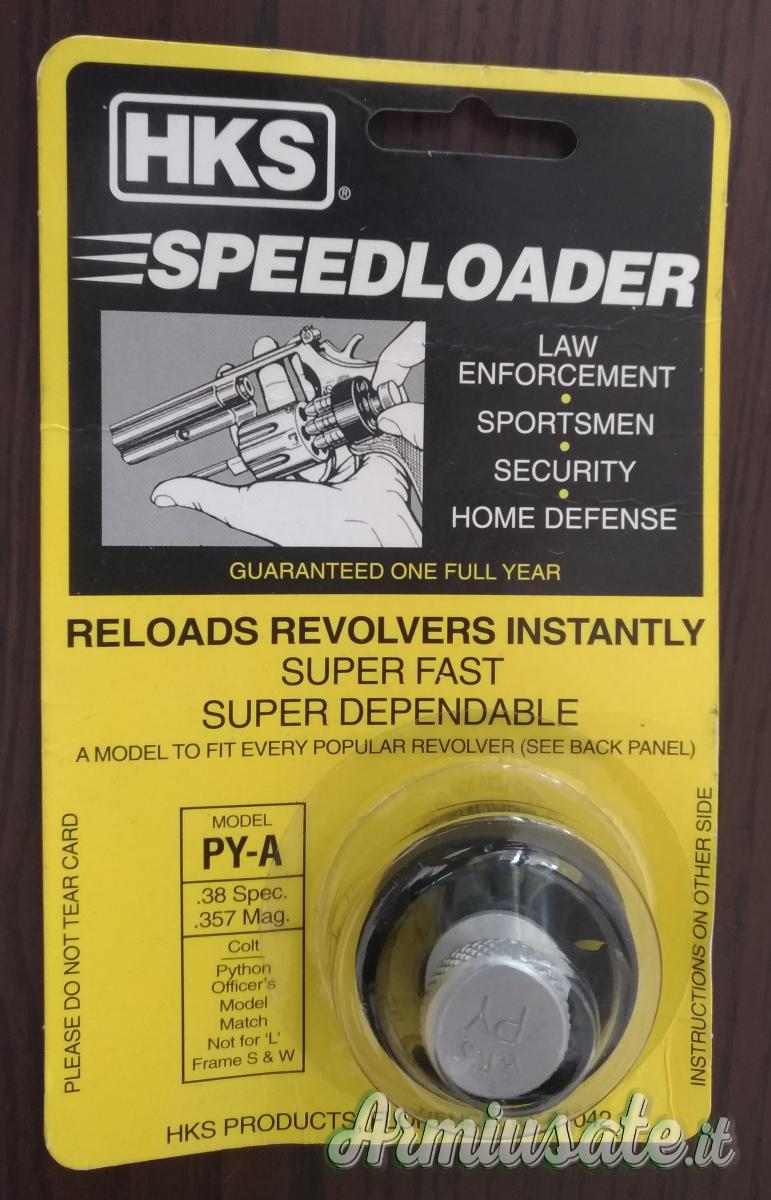 HKS®
SPEEDLOADER
LAW
ENFORCEMENT
•
SPORTSMEN
•
SECURITY
•
HOME DEFENSE
GUARANTEED ONE FULL YEAR
RELOADS REVOLVERS INSTANTLY
SUPER FAST
SUPER DEPENDABLE
A MODEL TO FIT EVERY POPULAR REVOLVER (SEE BACK PANEL)
PLEASE DO NOT TEAR CARD
MODEL
PY-A
.38 Spec.
.357 Mag.
Colt
Python
Officer's
Model
Match
Not for 'L'
Frame S & W
hks
PY
INSTRUCTIONS ON OTHER SIDE
HKS PRODUCTS,
Armiusate.it